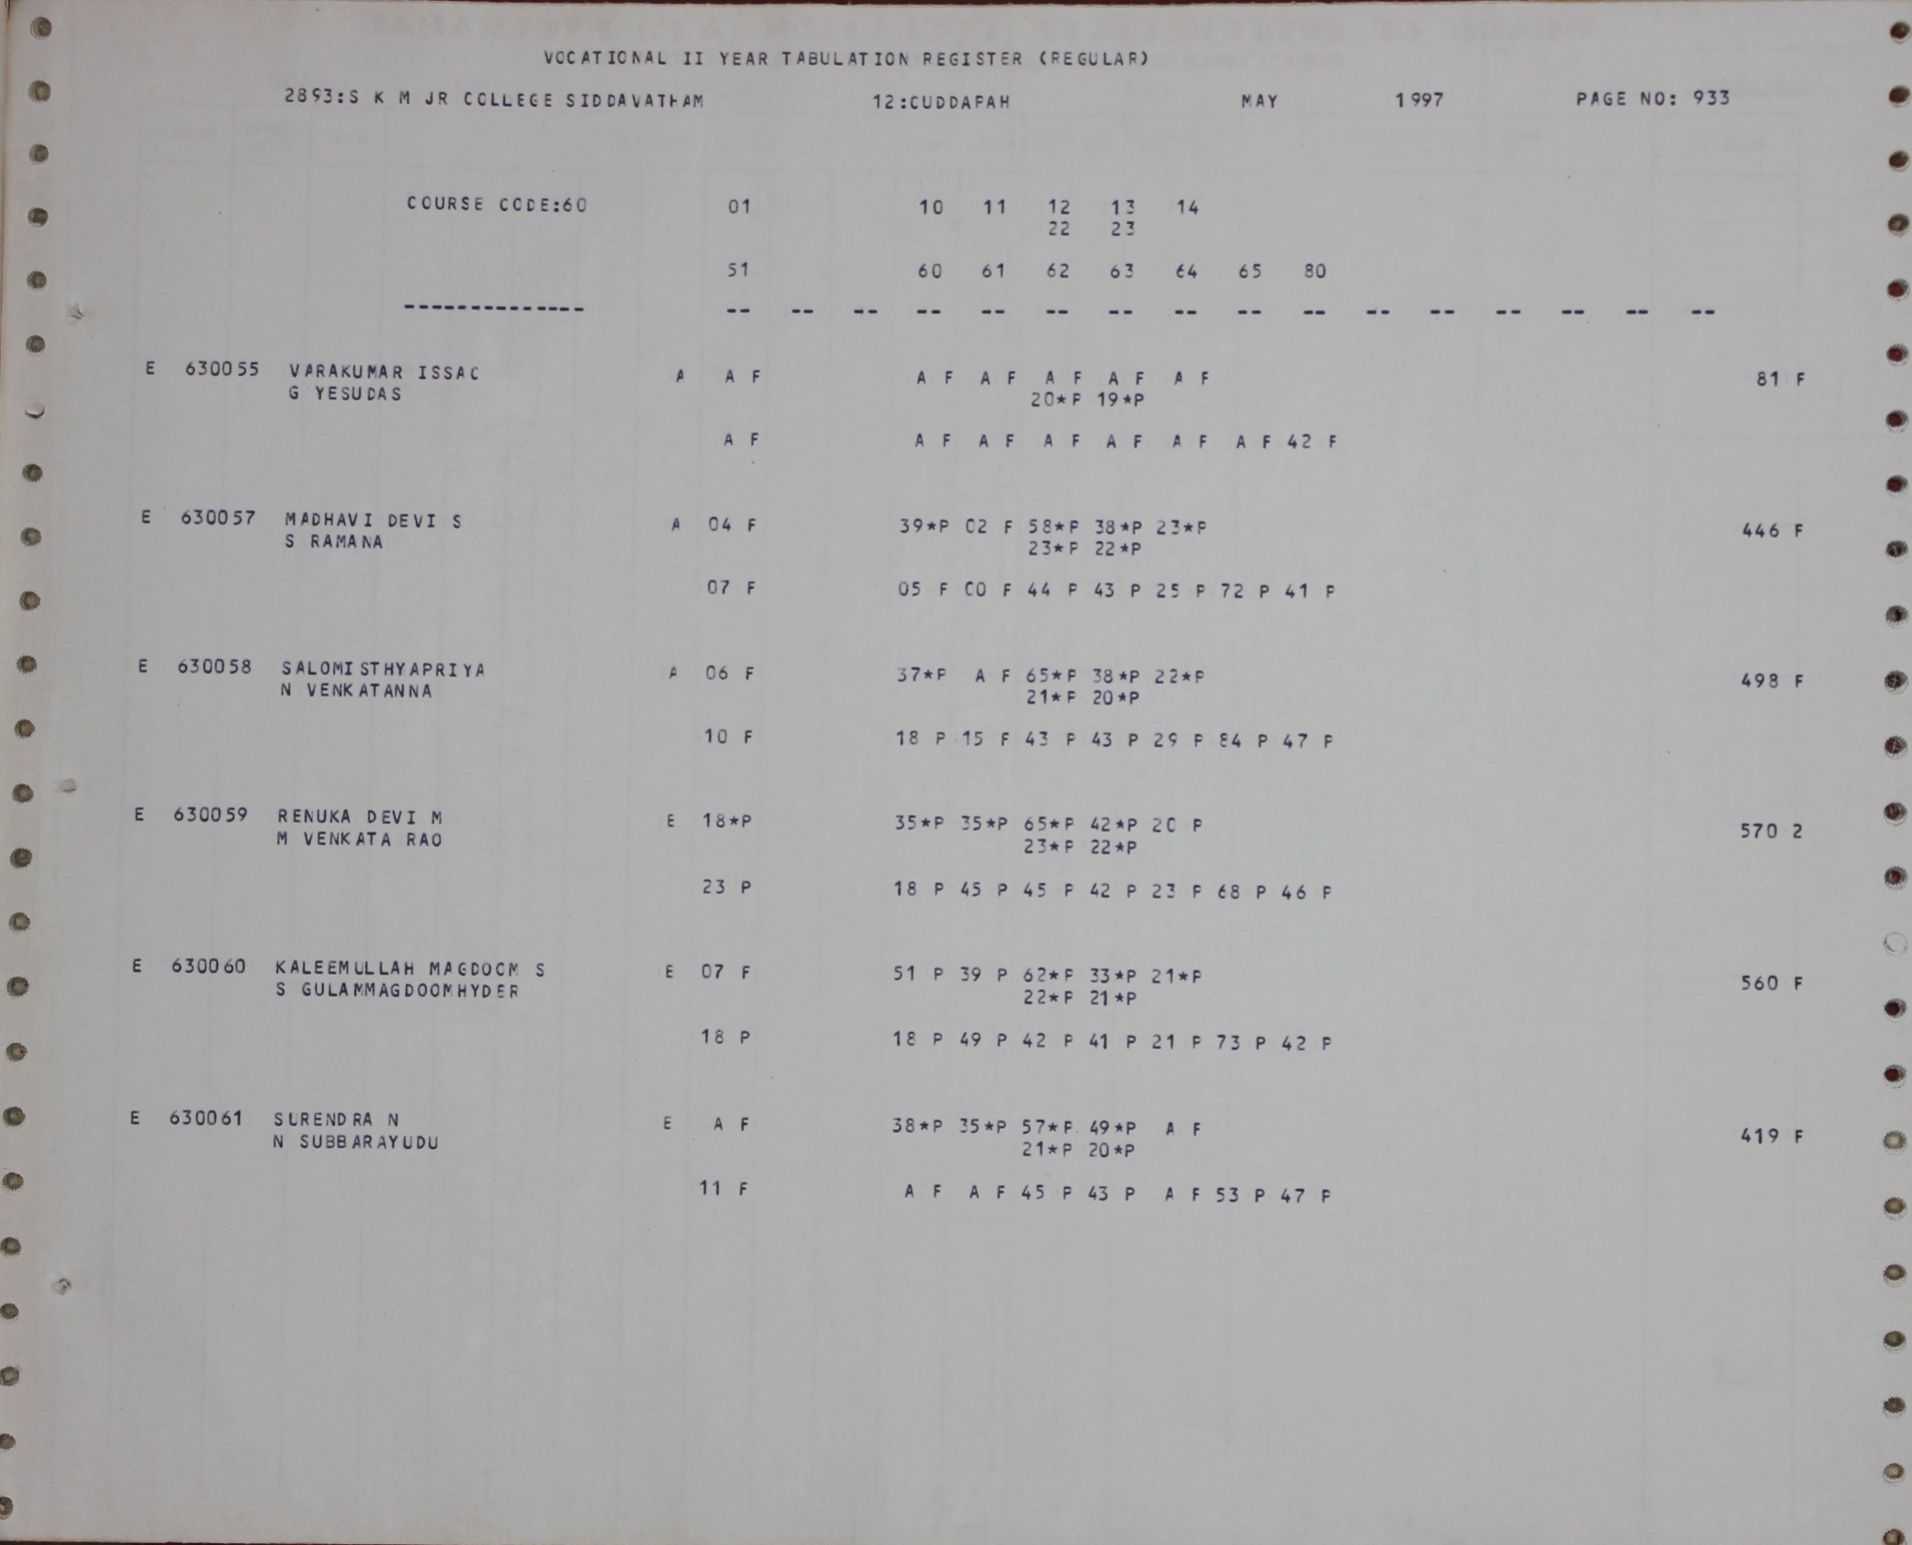 VOCATIONAL II YEAR TABULATION REGISTER (REGULAR)
2893:S K M JR COLLEGE SIDDAVATHAM 12:CUDDAPAH MAY 1997 PAGE NO: 933
COURSE CODE:60 01 10 11 12 13 14
22 23
51 60 61 62 63 64 65 80
-------------- -- -- -- -- -- -- -- -- -- -- -- -- -- -- -- --
E 630055 VARAKUMAR ISSAC A A F A F A F A F A F A F 81 F
G YESUDAS 20*P 19*P
A F A F A F A F A F A F A F 42 F
E 630057 MADHAVI DEVI S A 04 F 39*P 02 F 58*P 38*P 23*P 446 F
S RAMANA 23*P 22*P
07 F 05 F 00 F 44 P 43 P 25 P 72 P 41 P
E 630058 SALOMISTHYAPRIYA A 06 F 37*P A F 65*P 38*P 22*P 498 F
N VENKATANNA 21*P 20*P
10 F 18 P 15 F 43 P 43 P 29 P 84 P 47 P
E 630059 RENUKA DEVI M E 18*P 35*P 35*P 65*P 42*P 20 P 570 2
M VENKATA RAO 23*P 22*P
23 P 18 P 45 P 45 P 42 P 23 P 68 P 46 P
E 630060 KALEEMULLAH MAGDOOM S E 07 F 51 P 39 P 62*P 33*P 21*P 560 F
S GULAMMAGDOOMHYDER 22*P 21*P
18 P 18 P 49 P 42 P 41 P 21 P 73 P 42 P
E 630061 SURENDRA N E A F 38*P 35*P 57*P 49*P A F 419 F
N SUBBARAYUDU 21*P 20*P
11 F A F A F 45 P 43 P A F 53 P 47 P